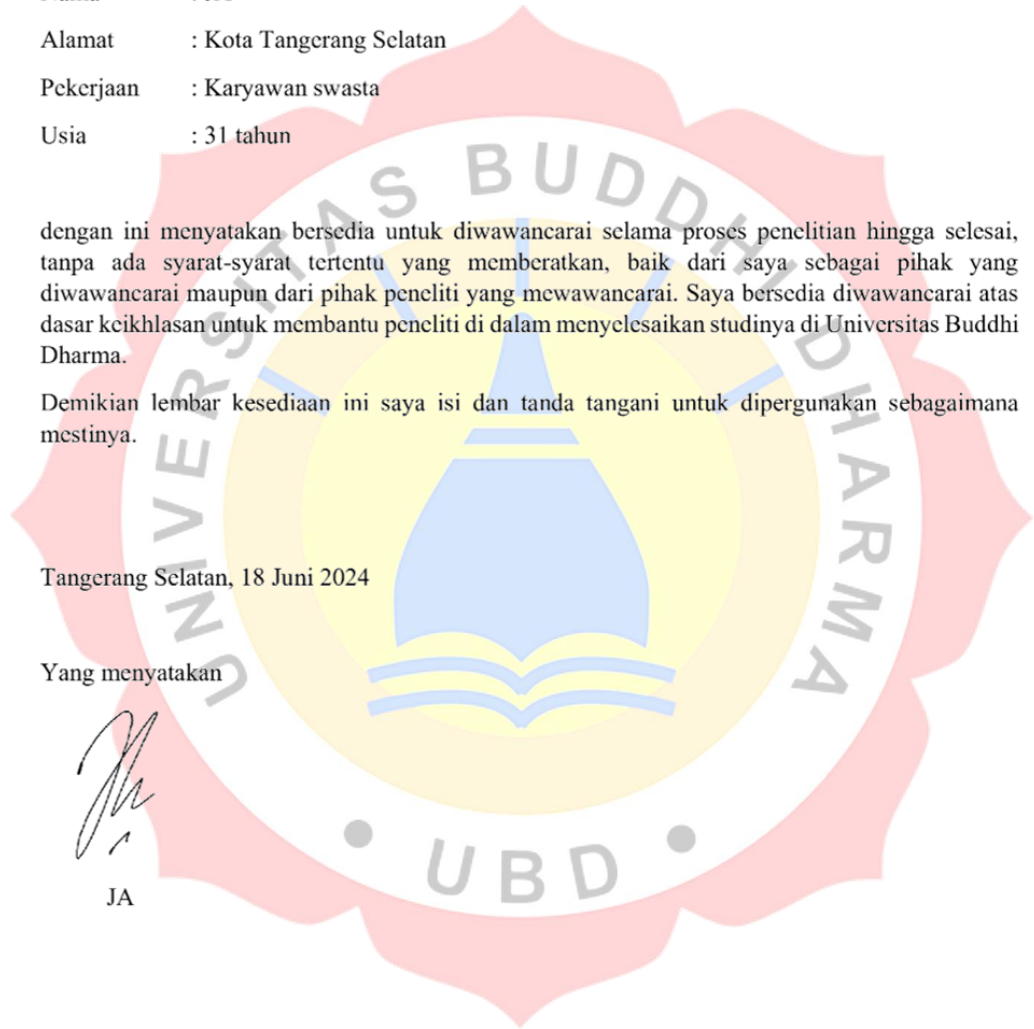 Alamat : Kota Tangerang Selatan
Pekerjaan : Karyawan swasta
Usia : 31 tahun
dengan ini menyatakan bersedia untuk diwawancarai selama proses penelitian hingga selesai,
tanpa ada syarat-syarat tertentu yang memberatkan, baik dari saya sebagai pihak yang
diwawancarai maupun dari pihak peneliti yang mewawancarai. Saya bersedia diwawancarai atas
dasar keikhlasan untuk membantu peneliti di dalam menyelesaikan studinya di Universitas Buddhi
Dharma.
Demikian lembar kesediaan ini saya isi dan tanda tangani untuk dipergunakan sebagaimana
mestinya.
Tangerang Selatan, 18 Juni 2024
Yang menyatakan
JA
UNIVERSITAS BUDDHI DHARMA
• UBD •